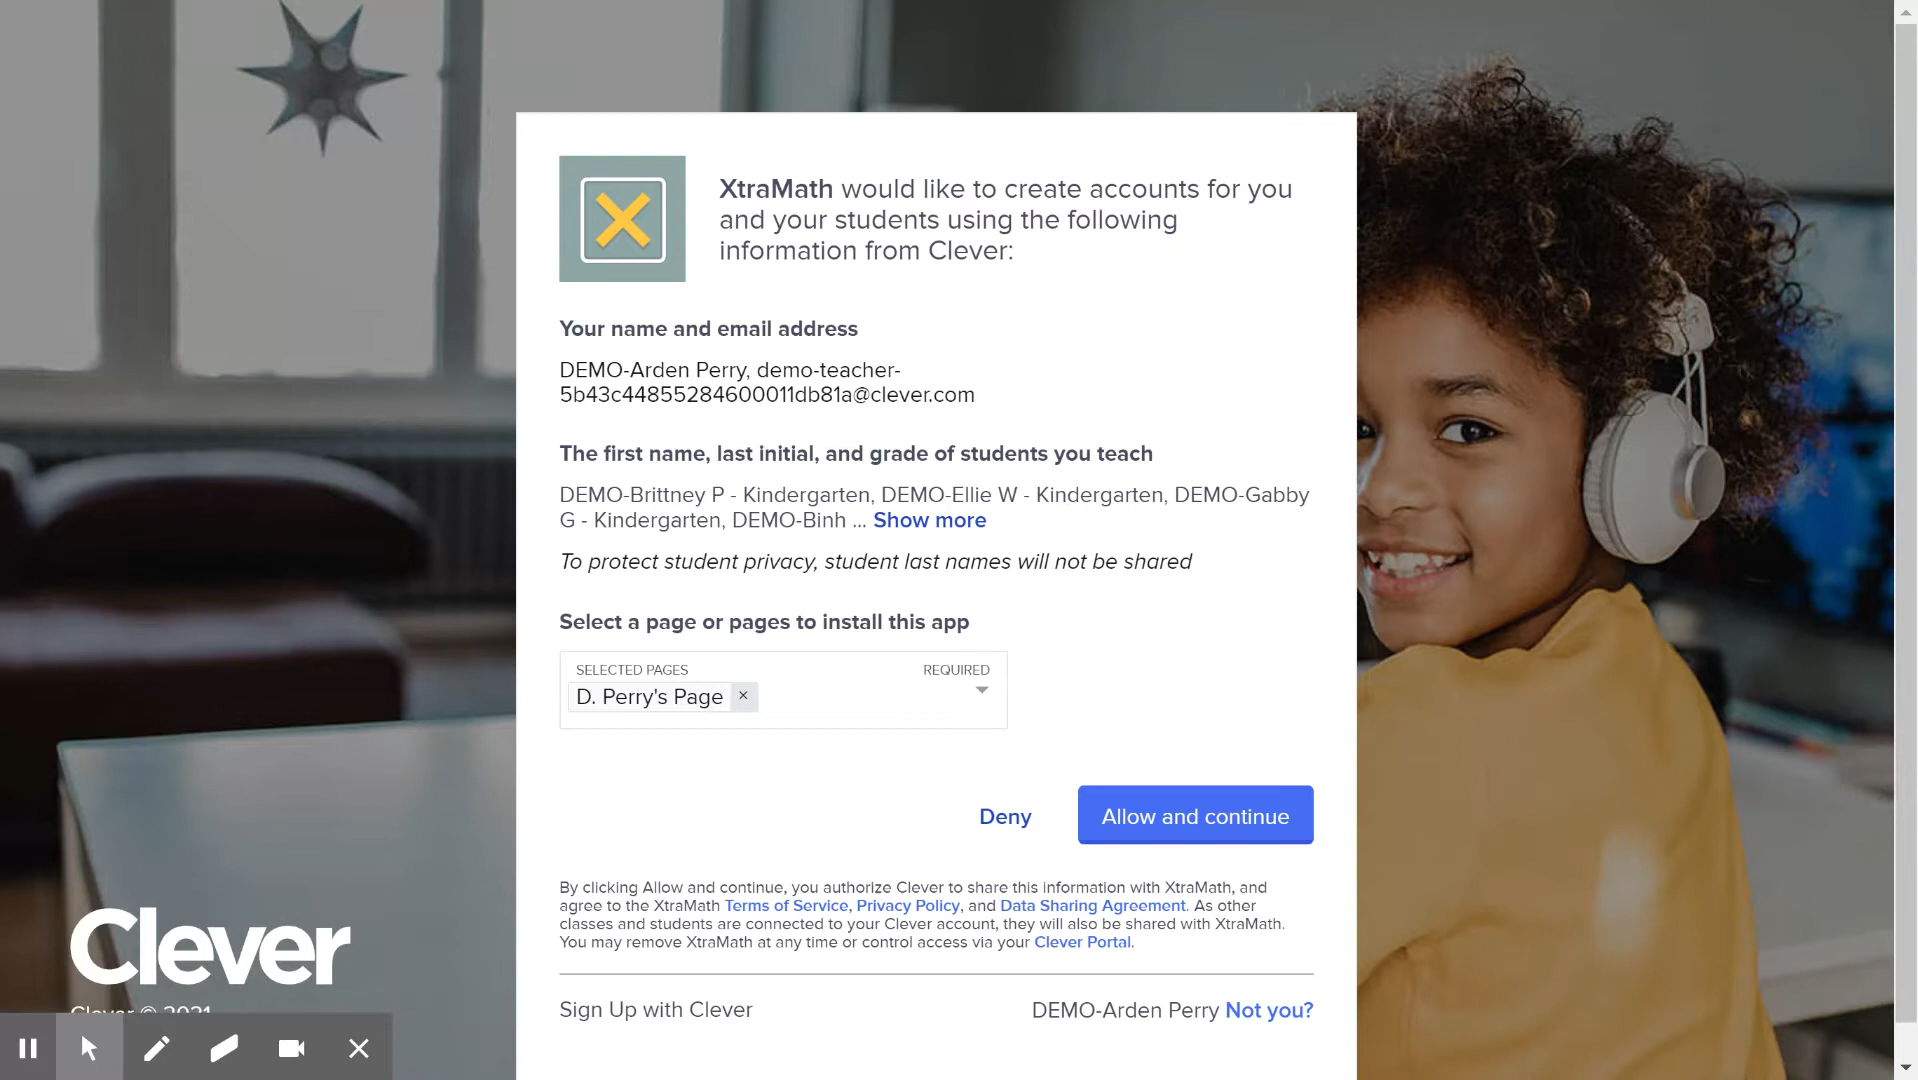 XtraMath would like to create accounts for you
and your students using the following
information from Clever:
Your name and email address
DEMO-Arden Perry, demo-teacher-
5b43c44855284600011db81a@clever.com
The first name, last initial, and grade of students you teach
DEMO-Brittney P - Kindergarten, DEMO-Ellie W - Kindergarten, DEMO-Gabby
G - Kindergarten, DEMO-Binh ... Show more
To protect student privacy, student last names will not be shared
Select a page or pages to install this app
SELECTED PAGES REQUIRED
D. Perry's Page ×
Deny Allow and continue
By clicking Allow and continue, you authorize Clever to share this information with XtraMath, and
agree to the XtraMath Terms of Service, Privacy Policy, and Data Sharing Agreement. As other
classes and students are connected to your Clever account, they will also be shared with XtraMath.
You may remove XtraMath at any time or control access via your Clever Portal.
Sign Up with Clever DEMO-Arden Perry Not you?
Clever
Clever © 2021